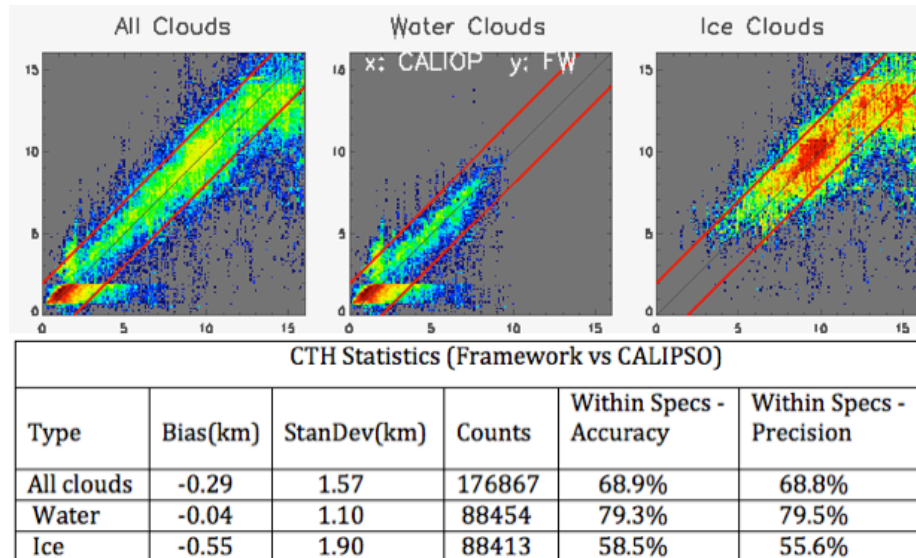 All Clouds Water Clouds Ice Clouds
x: CALIOP y: FW
15 15 15
10 10 10
5 5 5
0 0 0
0 5 10 15 0 5 10 15 0 5 10 15
CTH Statistics (Framework vs CALIPSO)
Type Bias(km) StanDev(km) Counts Within Specs - Accuracy Within Specs - Precision
All clouds -0.29 1.57 176867 68.9% 68.8%
Water -0.04 1.10 88454 79.3% 79.5%
Ice -0.55 1.90 88413 58.5% 55.6%